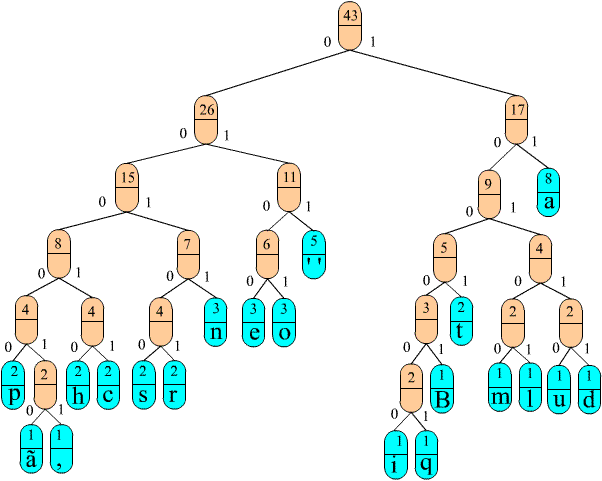 43
0 1
26 17
0 1 0 1
15 11 9 8
a
0 1 0 1 0 1
8 7 6 5 5 4
''
0 1 0 1 0 1 0 1 0 1
4 4 4 3 3 3 3 2 2 2
n e o t
0 1 0 1 0 1 0 1 0 1 0 1
2 2 2 2 2 2 2 1 1 1 1 1
p h c s r B m l u d
0 1 0 1
1 1 1 1
ã , i q